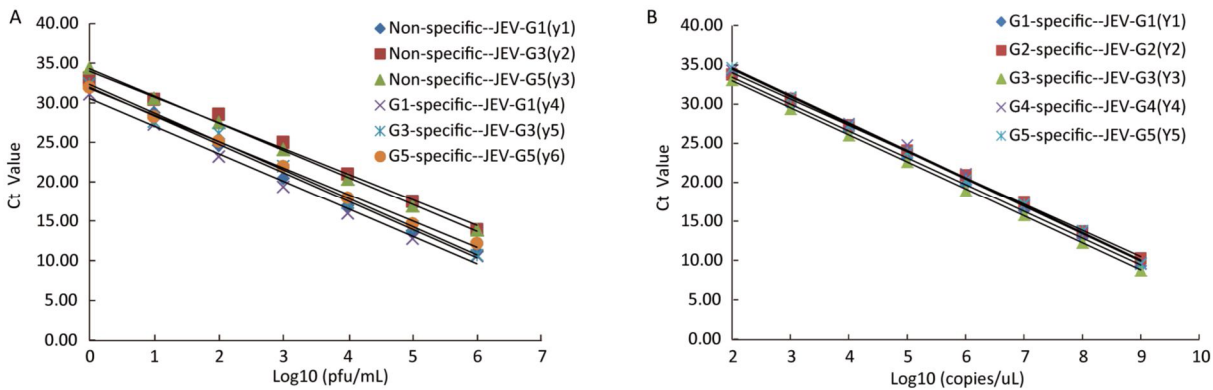 A
Ct Value
40.00
35.00
30.00
25.00
20.00
15.00
10.00
5.00
0.00
0 1 2 3 4 5 6 7
Log10 (pfu/mL)
Non-specific--JEV-G1(y1)
Non-specific--JEV-G3(y2)
Non-specific--JEV-G5(y3)
G1-specific--JEV-G1(y4)
G3-specific--JEV-G3(y5)
G5-specific--JEV-G5(y6)
B
Ct Value
40.00
35.00
30.00
25.00
20.00
15.00
10.00
5.00
0.00
2 3 4 5 6 7 8 9 10
Log10 (copies/uL)
G1-specific--JEV-G1(Y1)
G2-specific--JEV-G2(Y2)
G3-specific--JEV-G3(Y3)
G4-specific--JEV-G4(Y4)
G5-specific--JEV-G5(Y5)